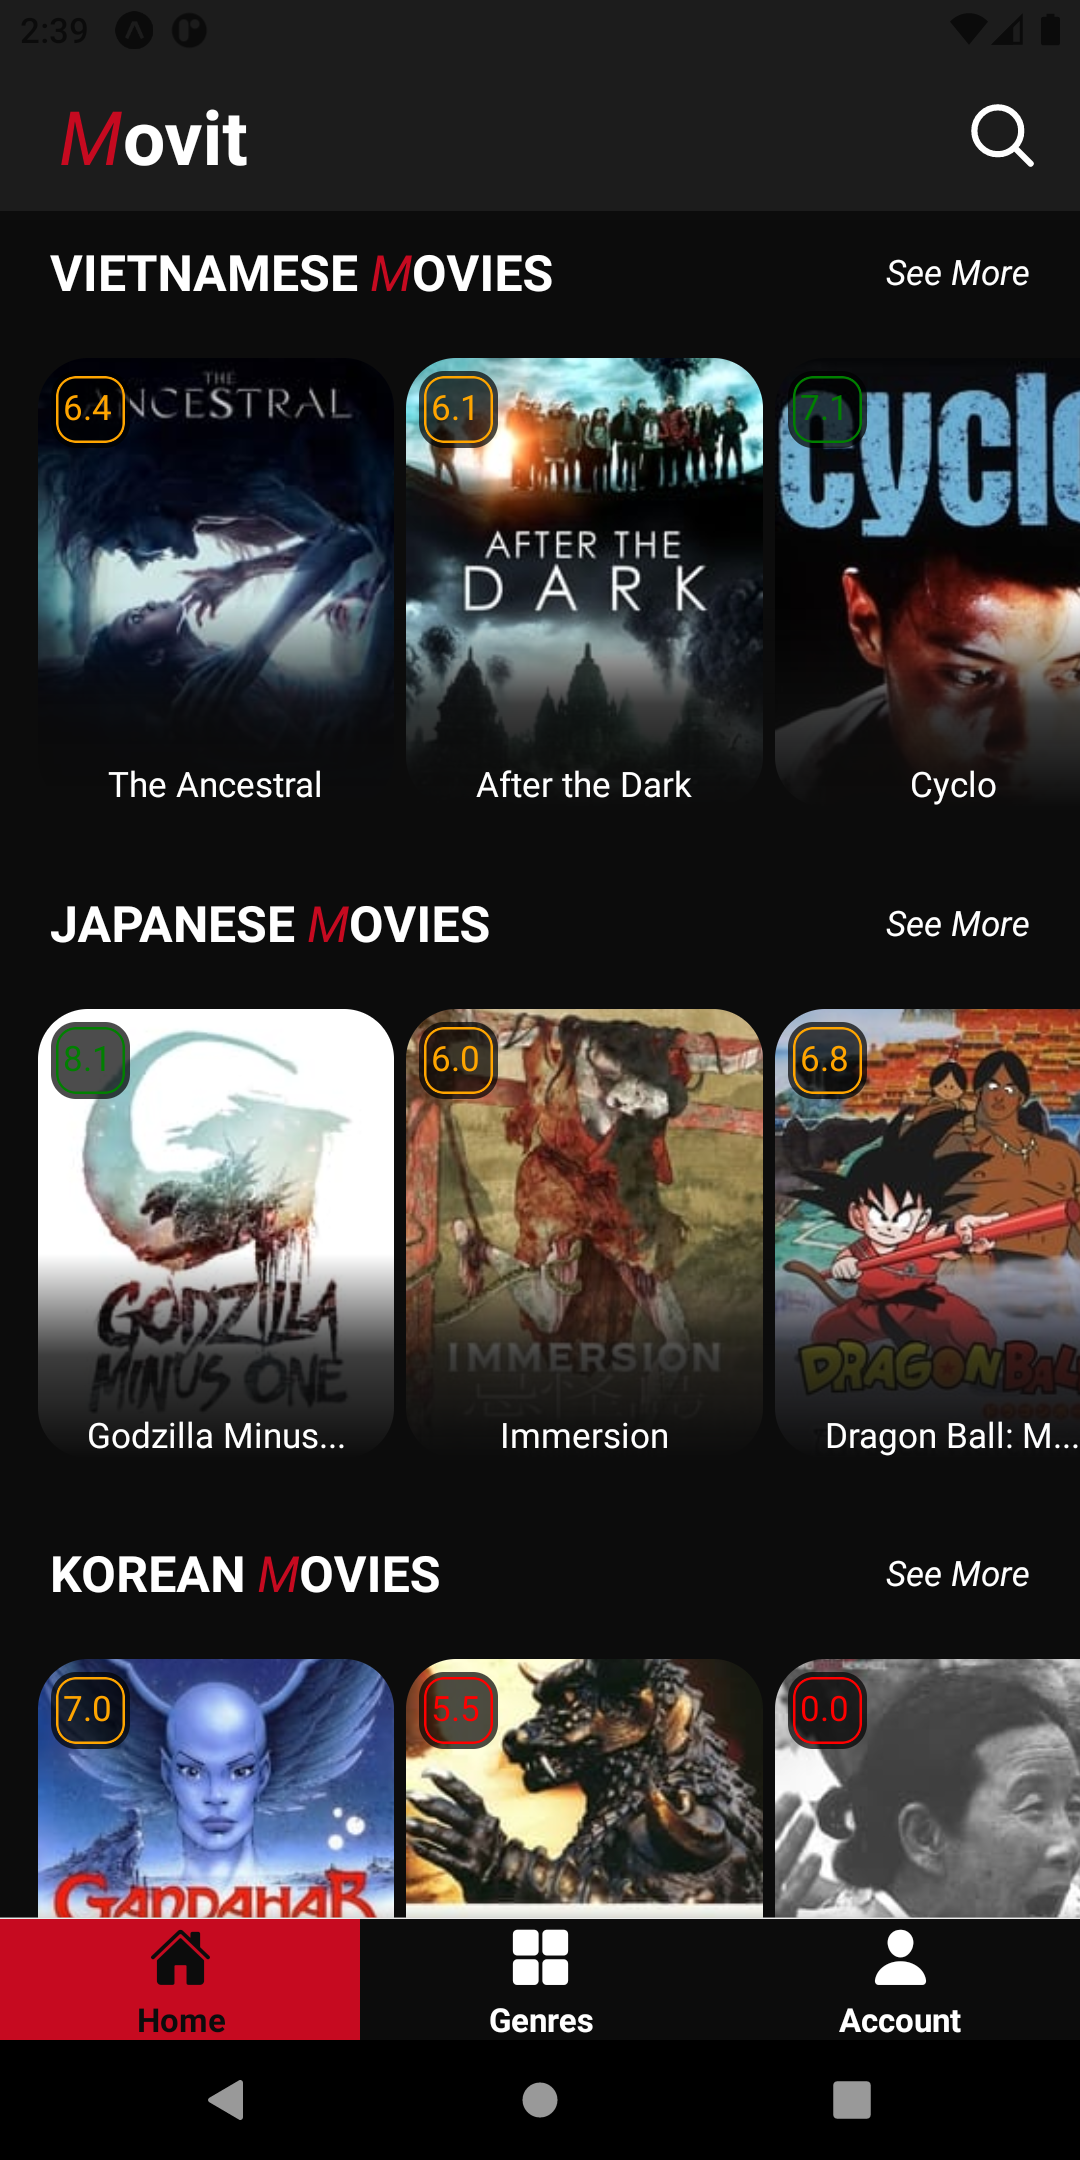 2:39
Movit
VIETNAMESE MOVIES
See More
6.4
THE
ANCESTRAL
The Ancestral
6.1
AFTER THE
DARK
After the Dark
7.1
Cyclo
Cyclo
JAPANESE MOVIES
See More
8.1
GODZILLA
MINUS ONE
Godzilla Minus...
6.0
IMMERSION
Immersion
6.8
DRAGON BALL
Dragon Ball: M...
KOREAN MOVIES
See More
7.0
GANDAHAR
5.5
0.0
Home
Genres
Account